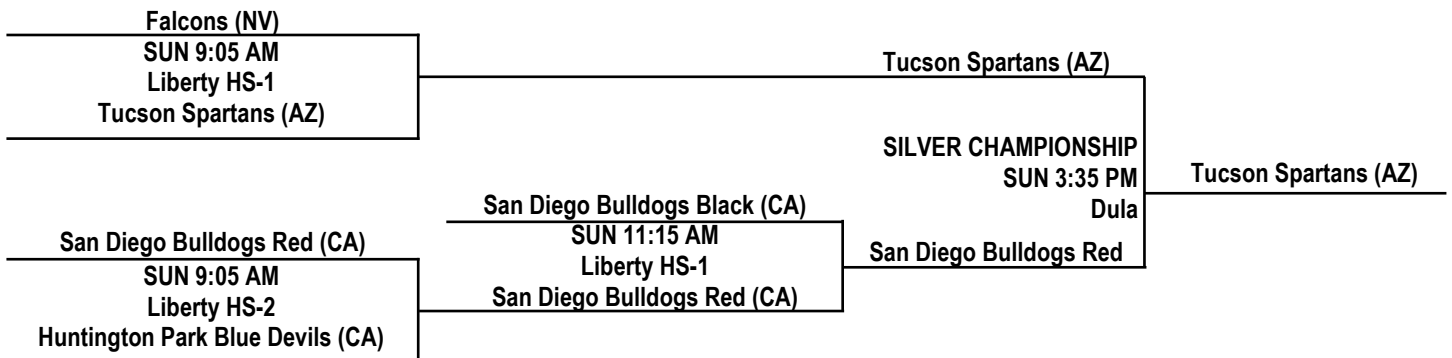 Falcons (NV)
SUN 9:05 AM
Liberty HS-1
Tucson Spartans (AZ)
Tucson Spartans (AZ)
SILVER CHAMPIONSHIP
SUN 3:35 PM
Dula
Tucson Spartans (AZ)
San Diego Bulldogs Black (CA)
SUN 11:15 AM
Liberty HS-1
San Diego Bulldogs Red (CA)
San Diego Bulldogs Red
San Diego Bulldogs Red (CA)
SUN 9:05 AM
Liberty HS-2
Huntington Park Blue Devils (CA)